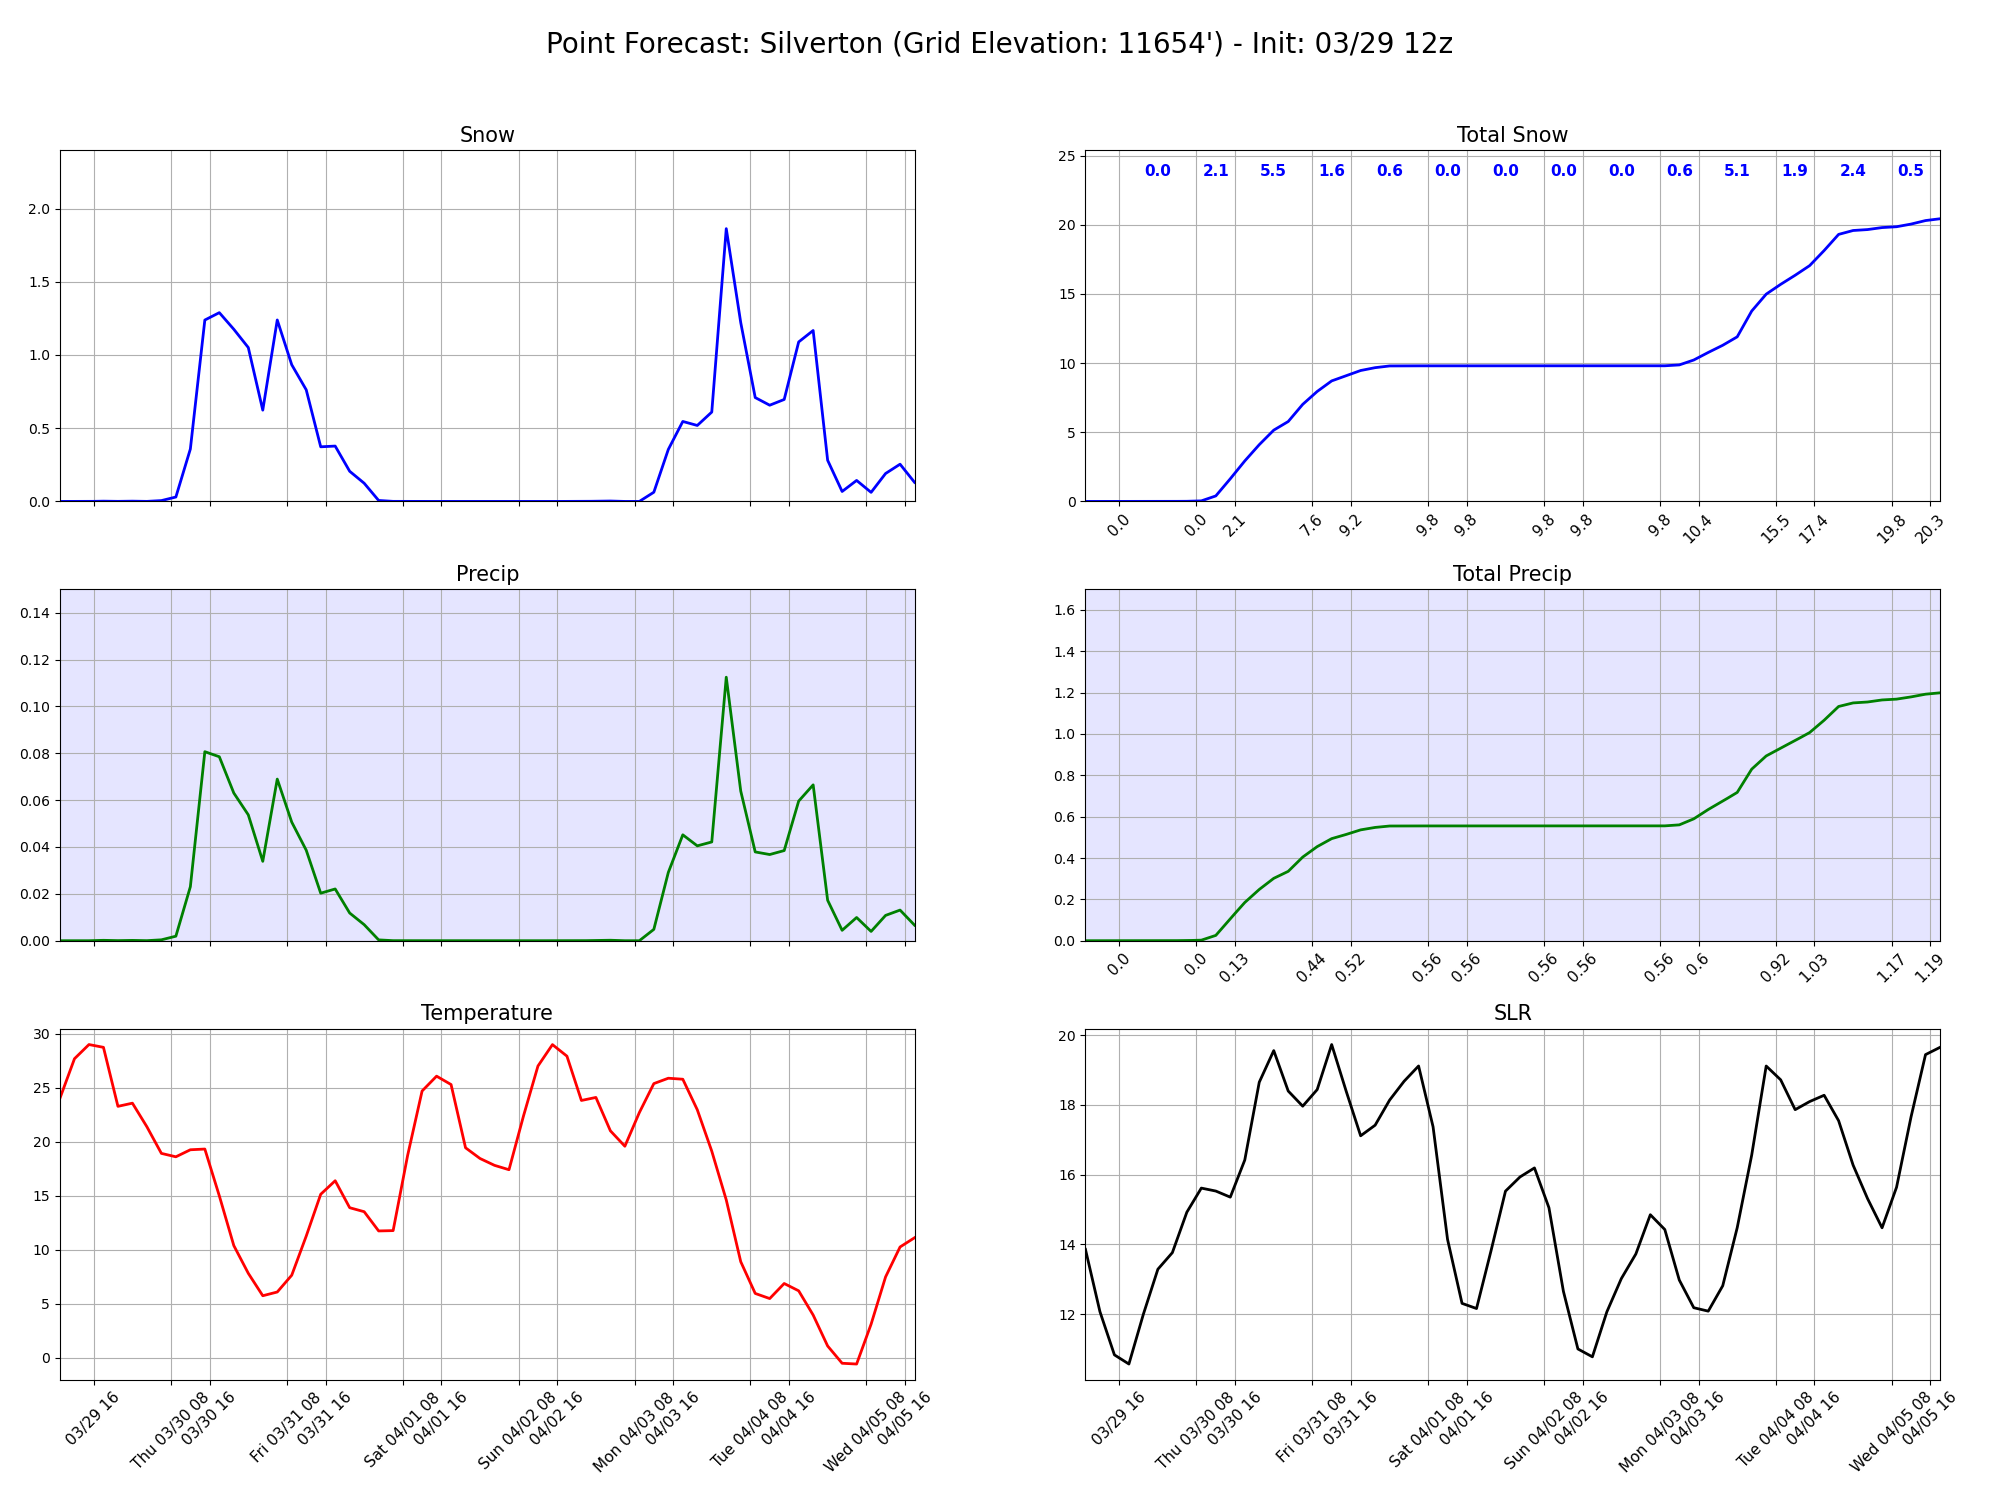 Point Forecast: Silverton (Grid Elevation: 11654') - Init: 03/29 12z
Snow
2.0
1.5
1.0
0.5
0.0
Total Snow
25
20
15
10
5
0
0.0 2.1 5.5 1.6 0.6 0.0 0.0 0.0 0.0 0.6 5.1 1.9 2.4 0.5
0.0 0.0 2.1 7.6 9.2 9.8 9.8 9.8 9.8 9.8 10.4 15.5 17.4 19.8 20.3
Precip
0.14
0.12
0.10
0.08
0.06
0.04
0.02
0.00
Total Precip
1.6
1.4
1.2
1.0
0.8
0.6
0.4
0.2
0.0
0.0 0.0 0.13 0.44 0.52 0.56 0.56 0.56 0.56 0.56 0.6 0.92 1.03 1.17 1.19
Temperature
30
25
20
15
10
5
0
03/29 16
Thu 03/30 08
03/30 16
Fri 03/31 08
03/31 16
Sat 04/01 08
04/01 16
Sun 04/02 08
04/02 16
Mon 04/03 08
04/03 16
Tue 04/04 08
04/04 16
Wed 04/05 08
04/05 16
SLR
20
18
16
14
12
03/29 16
Thu 03/30 08
03/30 16
Fri 03/31 08
03/31 16
Sat 04/01 08
04/01 16
Sun 04/02 08
04/02 16
Mon 04/03 08
04/03 16
Tue 04/04 08
04/04 16
Wed 04/05 08
04/05 16